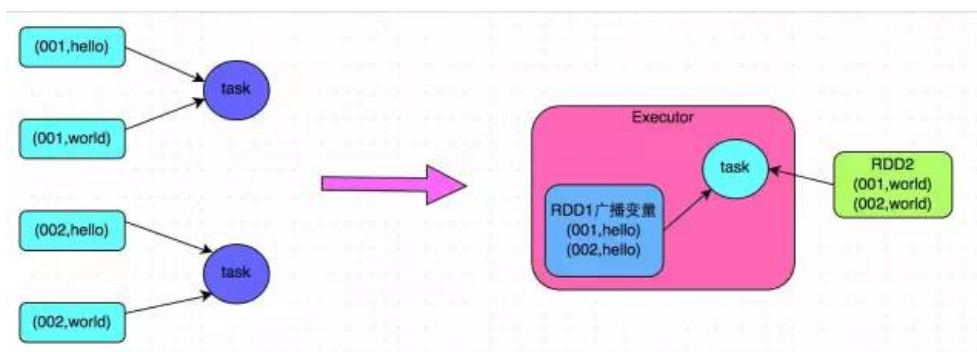 (001,hello)
task
(001,world)
(002,hello)
task
(002,world)
Executor
task
RDD1广播变量
(001,hello)
(002,hello)
RDD2
(001,world)
(002,world)